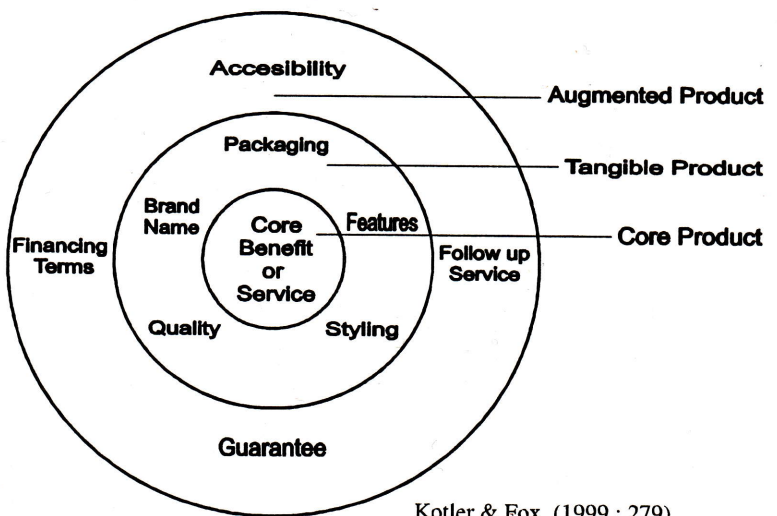 Accesibility
Augmented Product
Packaging
Tangible Product
Brand
Name
Features
Core
Benefit
or
Service
Core Product
Financing
Terms
Follow up
Service
Quality
Styling
Guarantee
Kotler & Fox (1999 : 279)